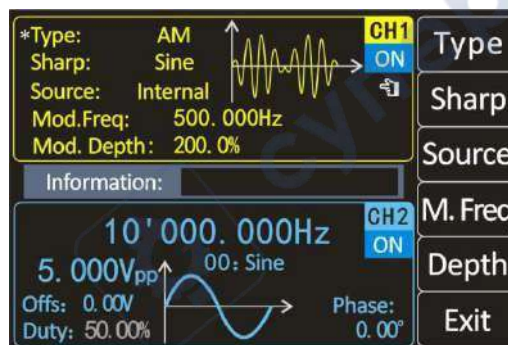 *Type: AM
Sharp: Sine
Source: Internal
Mod.Freq: 500.000Hz
Mod. Depth: 200.0%
CH1
ON
Information:
10'000.000Hz
CH2
ON
5.000Vpp
00: Sine
Offs: 0.00V
Phase:
Duty: 50.00%
0.00°
Type
Sharp
Source
M. Freq
Depth
Exit